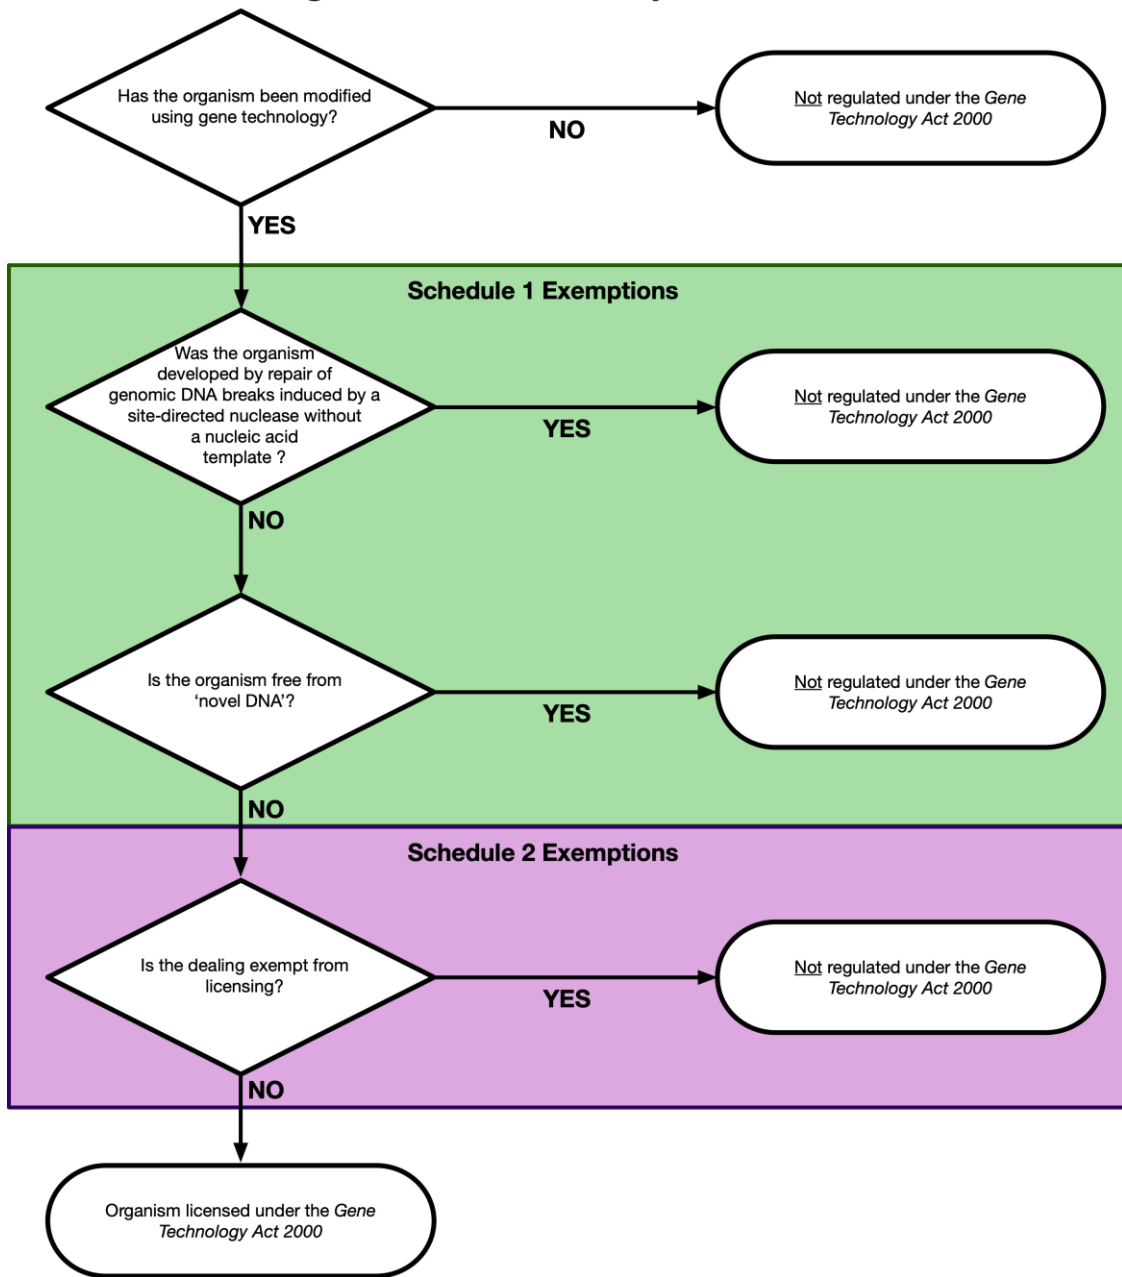 Has the organism been modified
using gene technology?
Not regulated under the Gene
Technology Act 2000
NO
YES
Schedule 1 Exemptions
Was the organism
developed by repair of
genomic DNA breaks induced by a
site-directed nuclease without
a nucleic acid
template ?
Not regulated under the Gene
Technology Act 2000
YES
NO
Is the organism free from
‘novel DNA’?
Not regulated under the Gene
Technology Act 2000
YES
NO
Schedule 2 Exemptions
Is the dealing exempt from
licensing?
Not regulated under the Gene
Technology Act 2000
YES
NO
Organism licensed under the Gene
Technology Act 2000